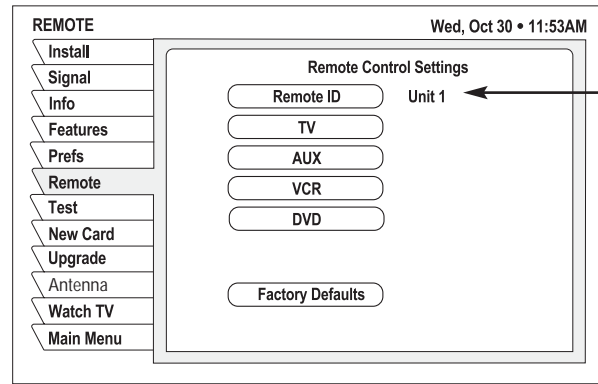 REMOTE
Wed, Oct 30 • 11:53AM
Install
Signal
Info
Features
Prefs
Remote
Test
New Card
Upgrade
Antenna
Watch TV
Main Menu
Remote Control Settings
Remote ID Unit 1
TV
AUX
VCR
DVD
Factory Defaults